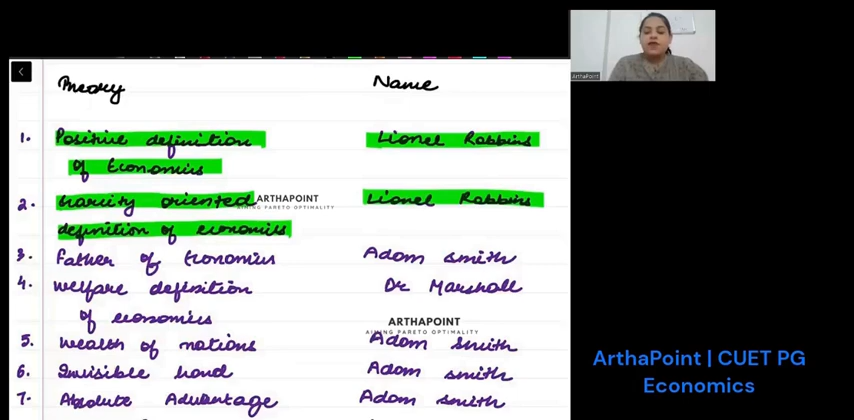 Theory Name
1. Positive definition Lionel Robbins
of Economics
2. Scarcity oriented Lionel Robbins
ARTHAPOINT
AIMING PARETO OPTIMALITY
definition of economics
3. Father of Economics Adam Smith
4. Welfare definition Dr Marshall
of economics
ARTHAPOINT
AIMING PARETO OPTIMALITY
5. Wealth of nations Adam Smith
6. Invisible hand Adam Smith
7. Absolute Advantage Adam Smith
ArthaPoint
ArthaPoint | CUET PG
Economics